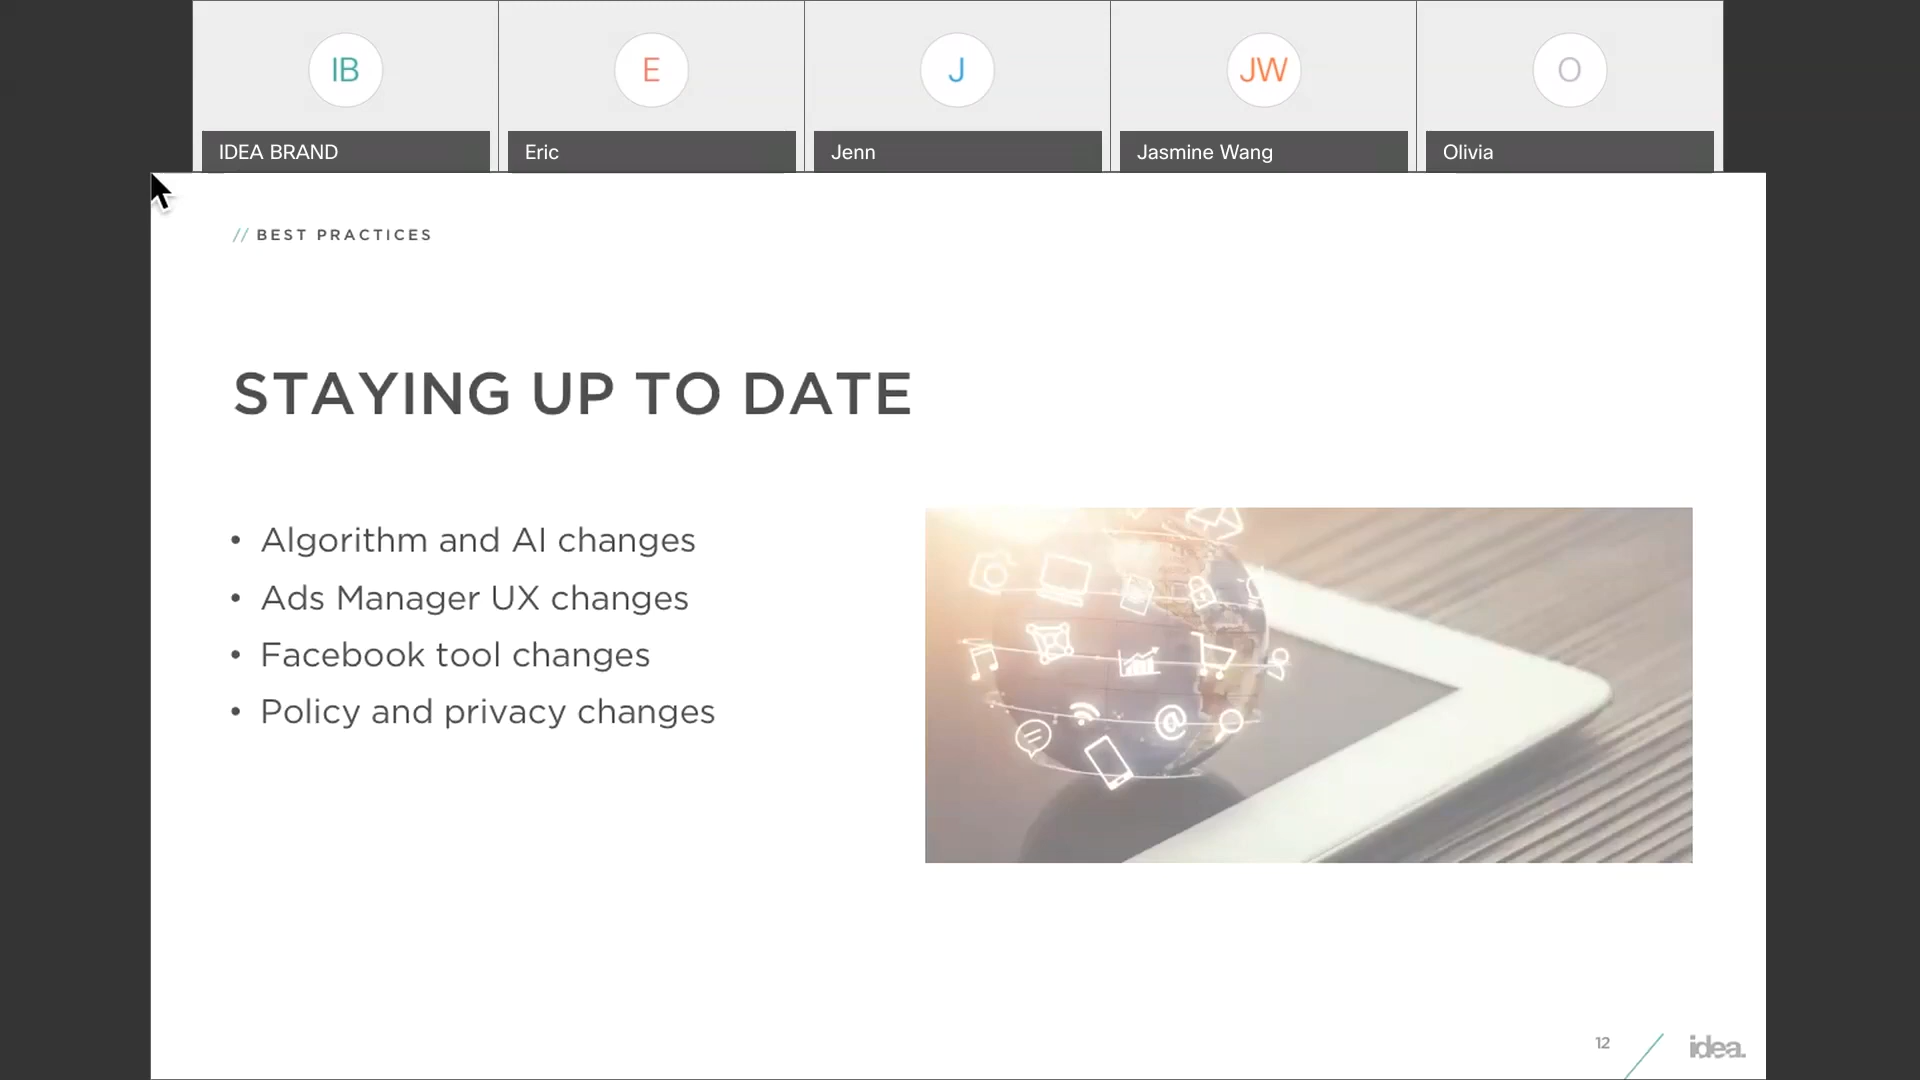 IB
E
J
JW
O
IDEA BRAND
Eric
Jenn
Jasmine Wang
Olivia
// BEST PRACTICES
STAYING UP TO DATE
• Algorithm and AI changes
• Ads Manager UX changes
• Facebook tool changes
• Policy and privacy changes
@
12
idea.